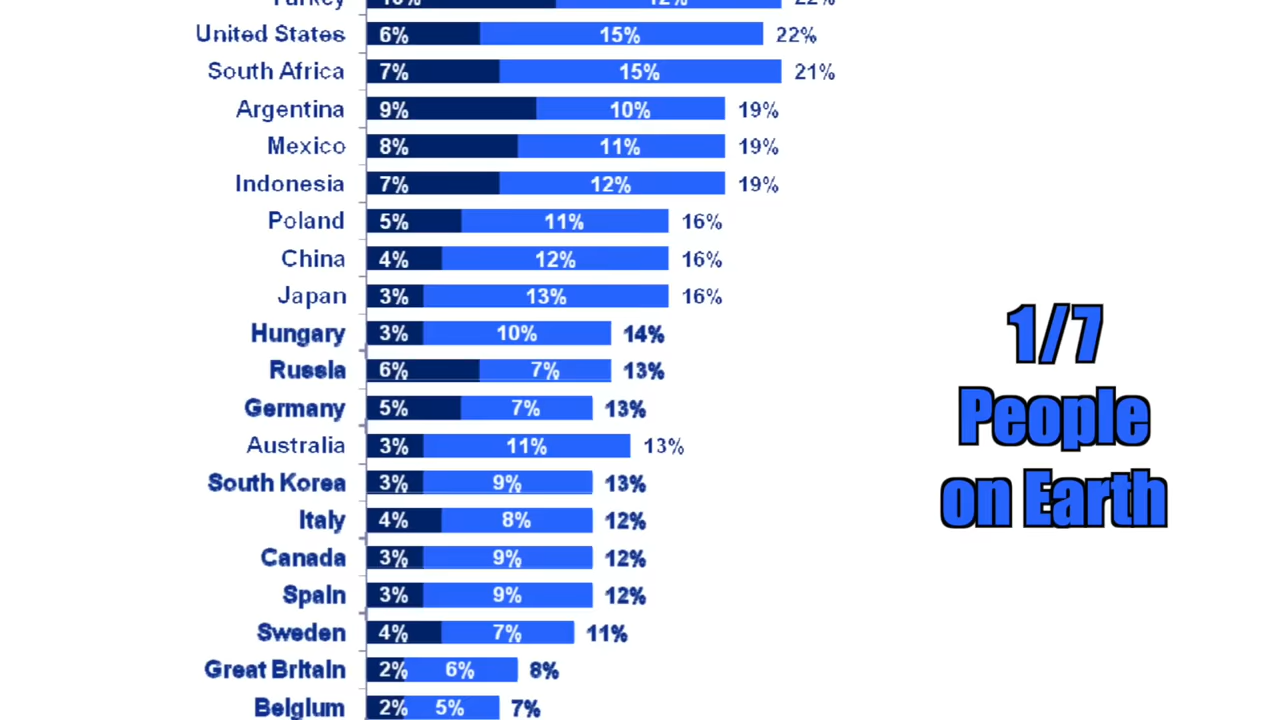 Turkey 10% 12% 22%
United States 6% 15% 22%
South Africa 7% 15% 21%
Argentina 9% 10% 19%
Mexico 8% 11% 19%
Indonesia 7% 12% 19%
Poland 5% 11% 16%
China 4% 12% 16%
Japan 3% 13% 16%
Hungary 3% 10% 14%
Russia 6% 7% 13%
Germany 5% 7% 13%
Australia 3% 11% 13%
South Korea 3% 9% 13%
Italy 4% 8% 12%
Canada 3% 9% 12%
Spain 3% 9% 12%
Sweden 4% 7% 11%
Great Britain 2% 6% 8%
Belgium 2% 5% 7%
1/7
People
on Earth